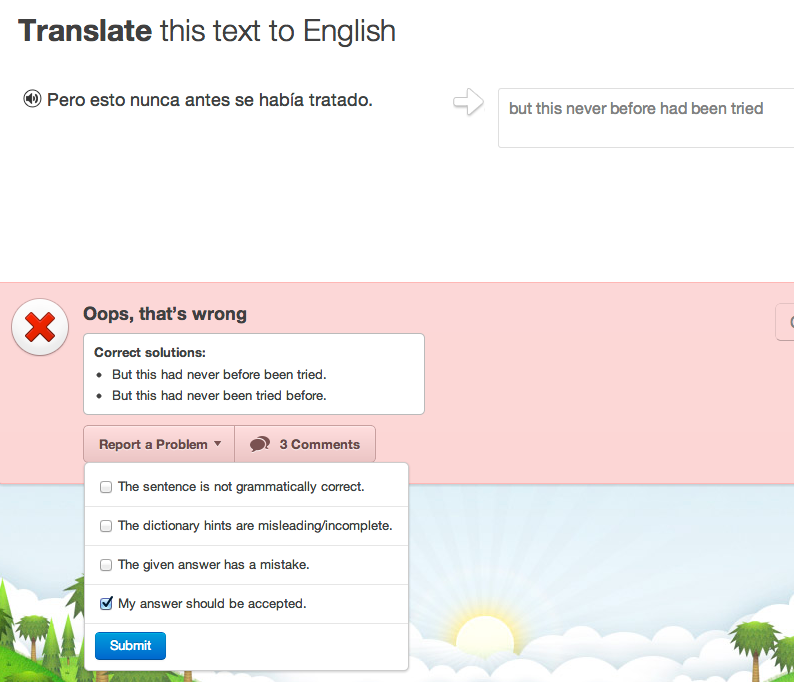 Translate this text to English
Pero esto nunca antes se había tratado.
but this never before had been tried
Oops, that's wrong
Correct solutions:
• But this had never before been tried.
• But this had never been tried before.
Report a Problem
3 Comments
The sentence is not grammatically correct.
The dictionary hints are misleading/incomplete.
The given answer has a mistake.
My answer should be accepted.
Submit